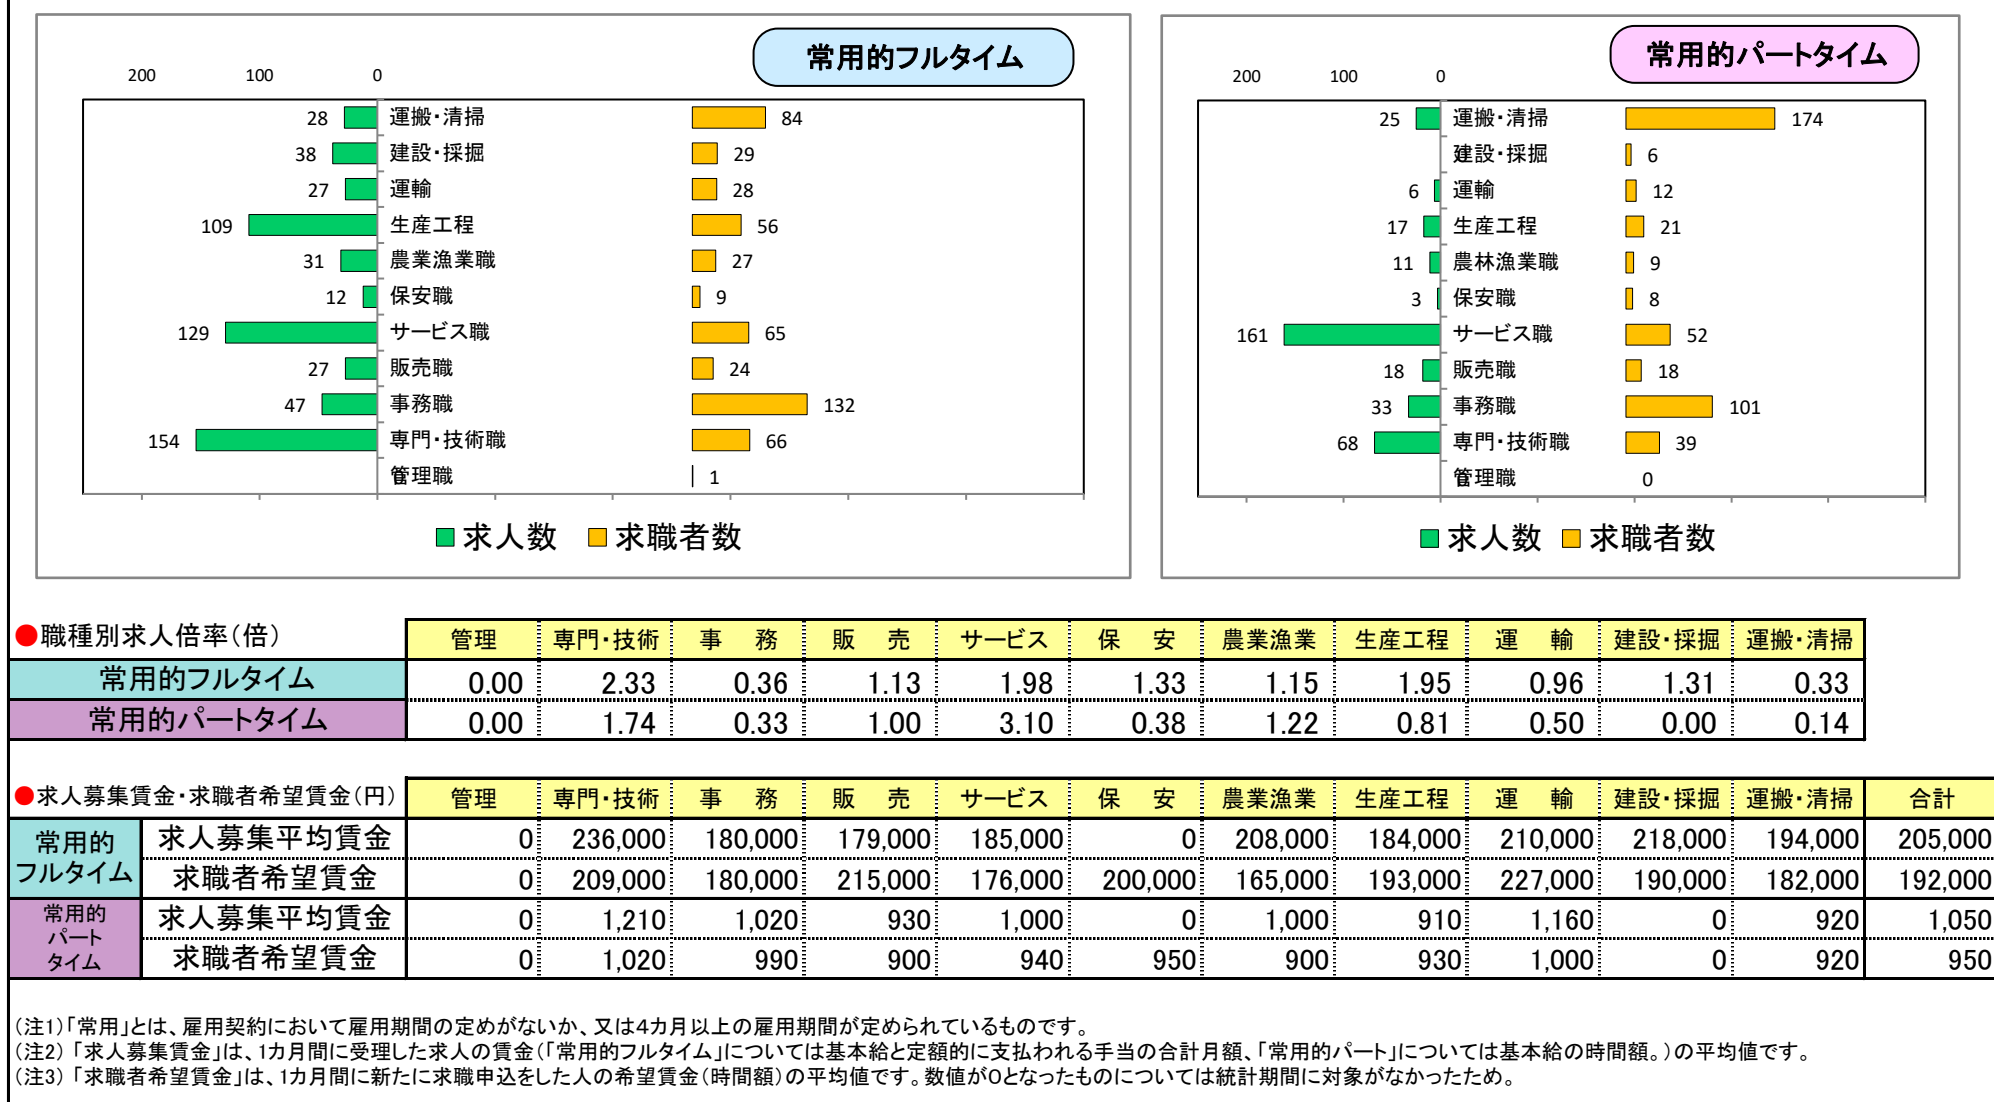 常用的フルタイム
200 100 0
28 運搬・清掃 84
38 建設・採掘 29
27 運輸 28
109 生産工程 56
31 農業漁業職 27
12 保安職 9
129 サービス職 65
27 販売職 24
47 事務職 132
154 専門・技術職 66
管理職 1
求人数 求職者数
常用的パートタイム
200 100 0
25 運搬・清掃 174
建設・採掘 6
6 運輸 12
17 生産工程 21
11 農林漁業職 9
3 保安職 8
161 サービス職 52
18 販売職 18
33 事務職 101
68 専門・技術職 39
管理職 0
求人数 求職者数
●職種別求人倍率(倍) 管理 専門・技術 事 務 販 売 サービス 保 安 農業漁業 生産工程 運 輸 建設・採掘 運搬・清掃
常用的フルタイム 0.00 2.33 0.36 1.13 1.98 1.33 1.15 1.95 0.96 1.31 0.33
常用的パートタイム 0.00 1.74 0.33 1.00 3.10 0.38 1.22 0.81 0.50 0.00 0.14
●求人募集賃金・求職者希望賃金(円) 管理 専門・技術 事 務 販 売 サービス 保 安 農業漁業 生産工程 運 輸 建設・採掘 運搬・清掃 合計
常用的
フルタイム
求人募集平均賃金 0 236,000 180,000 179,000 185,000 0 208,000 184,000 210,000 218,000 194,000 205,000
求職者希望賃金 0 209,000 180,000 215,000 176,000 200,000 165,000 193,000 227,000 190,000 182,000 192,000
常用的
パート
タイム
求人募集平均賃金 0 1,210 1,020 930 1,000 0 1,000 910 1,160 0 920 1,050
求職者希望賃金 0 1,020 990 900 940 950 900 930 1,000 0 920 950
(注1)「常用」とは、雇用契約において雇用期間の定めがないか、又は4カ月以上の雇用期間が定められているものです。
(注2) 「求人募集賃金」は、1カ月間に受理した求人の賃金(「常用的フルタイム」については基本給と定額的に支払われる手当の合計月額、「常用的パート」については基本給の時間額。)の平均値です。
(注3) 「求職者希望賃金」は、1カ月間に新たに求職申込をした人の希望賃金(時間額)の平均値です。数値が0となったものについては統計期間に対象がなかったため。